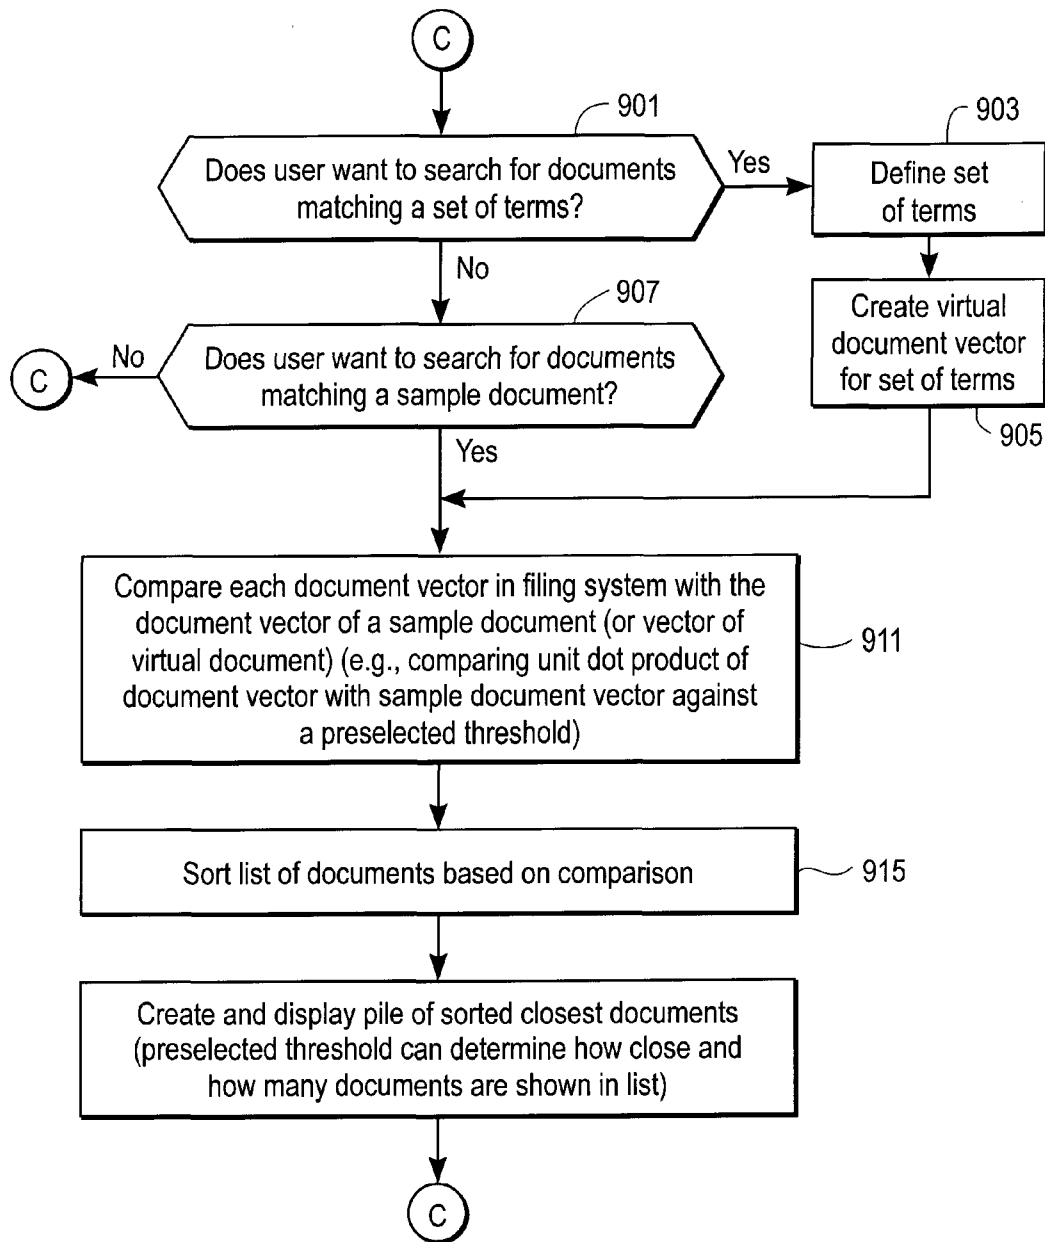 C
901
Does user want to search for documents
matching a set of terms?
Yes
903
Define set
of terms
No
907
Create virtual
document vector
for set of terms
905
C
No
Does user want to search for documents
matching a sample document?
Yes
Compare each document vector in filing system with the
document vector of a sample document (or vector of
virtual document) (e.g., comparing unit dot product of
document vector with sample document vector against
a preselected threshold)
911
Sort list of documents based on comparison
915
Create and display pile of sorted closest documents
(preselected threshold can determine how close and
how many documents are shown in list)
C